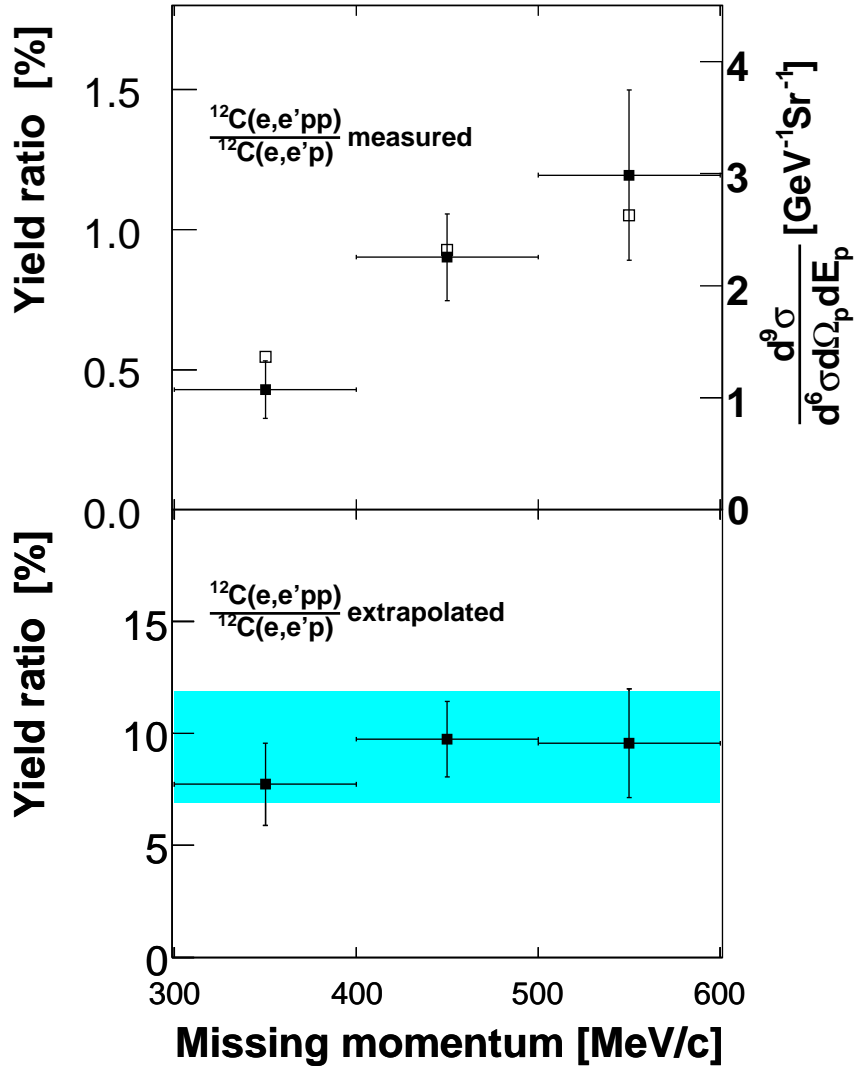 Yield ratio [%]
1.5
1.0
0.5
0.0
¹²C(e,e’pp)
¹²C(e,e’p)
measured
4
3
2
1
0
d⁹σ
d⁶σdΩₚdEₚ
[GeV⁻¹Sr⁻¹]
Yield ratio [%]
15
10
5
0
¹²C(e,e’pp)
¹²C(e,e’p)
extrapolated
300 400 500 600
Missing momentum [MeV/c]